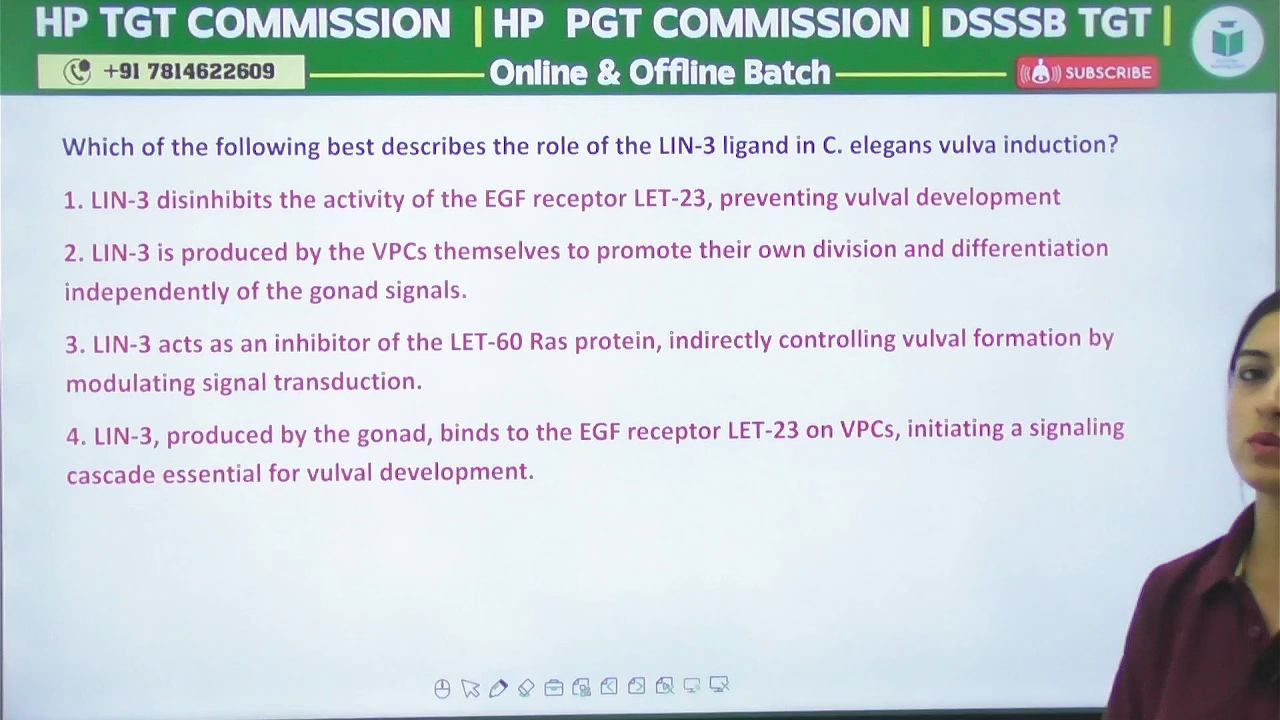 HP TGT COMMISSION | HP PGT COMMISSION | DSSSB TGT |
+91 7814622609
Online & Offline Batch
SUBSCRIBE
Which of the following best describes the role of the LIN-3 ligand in C. elegans vulva induction?
1. LIN-3 disinhibits the activity of the EGF receptor LET-23, preventing vulval development
2. LIN-3 is produced by the VPCs themselves to promote their own division and differentiation
independently of the gonad signals.
3. LIN-3 acts as an inhibitor of the LET-60 Ras protein, indirectly controlling vulval formation by
modulating signal transduction.
4. LIN-3, produced by the gonad, binds to the EGF receptor LET-23 on VPCs, initiating a signaling
cascade essential for vulval development.